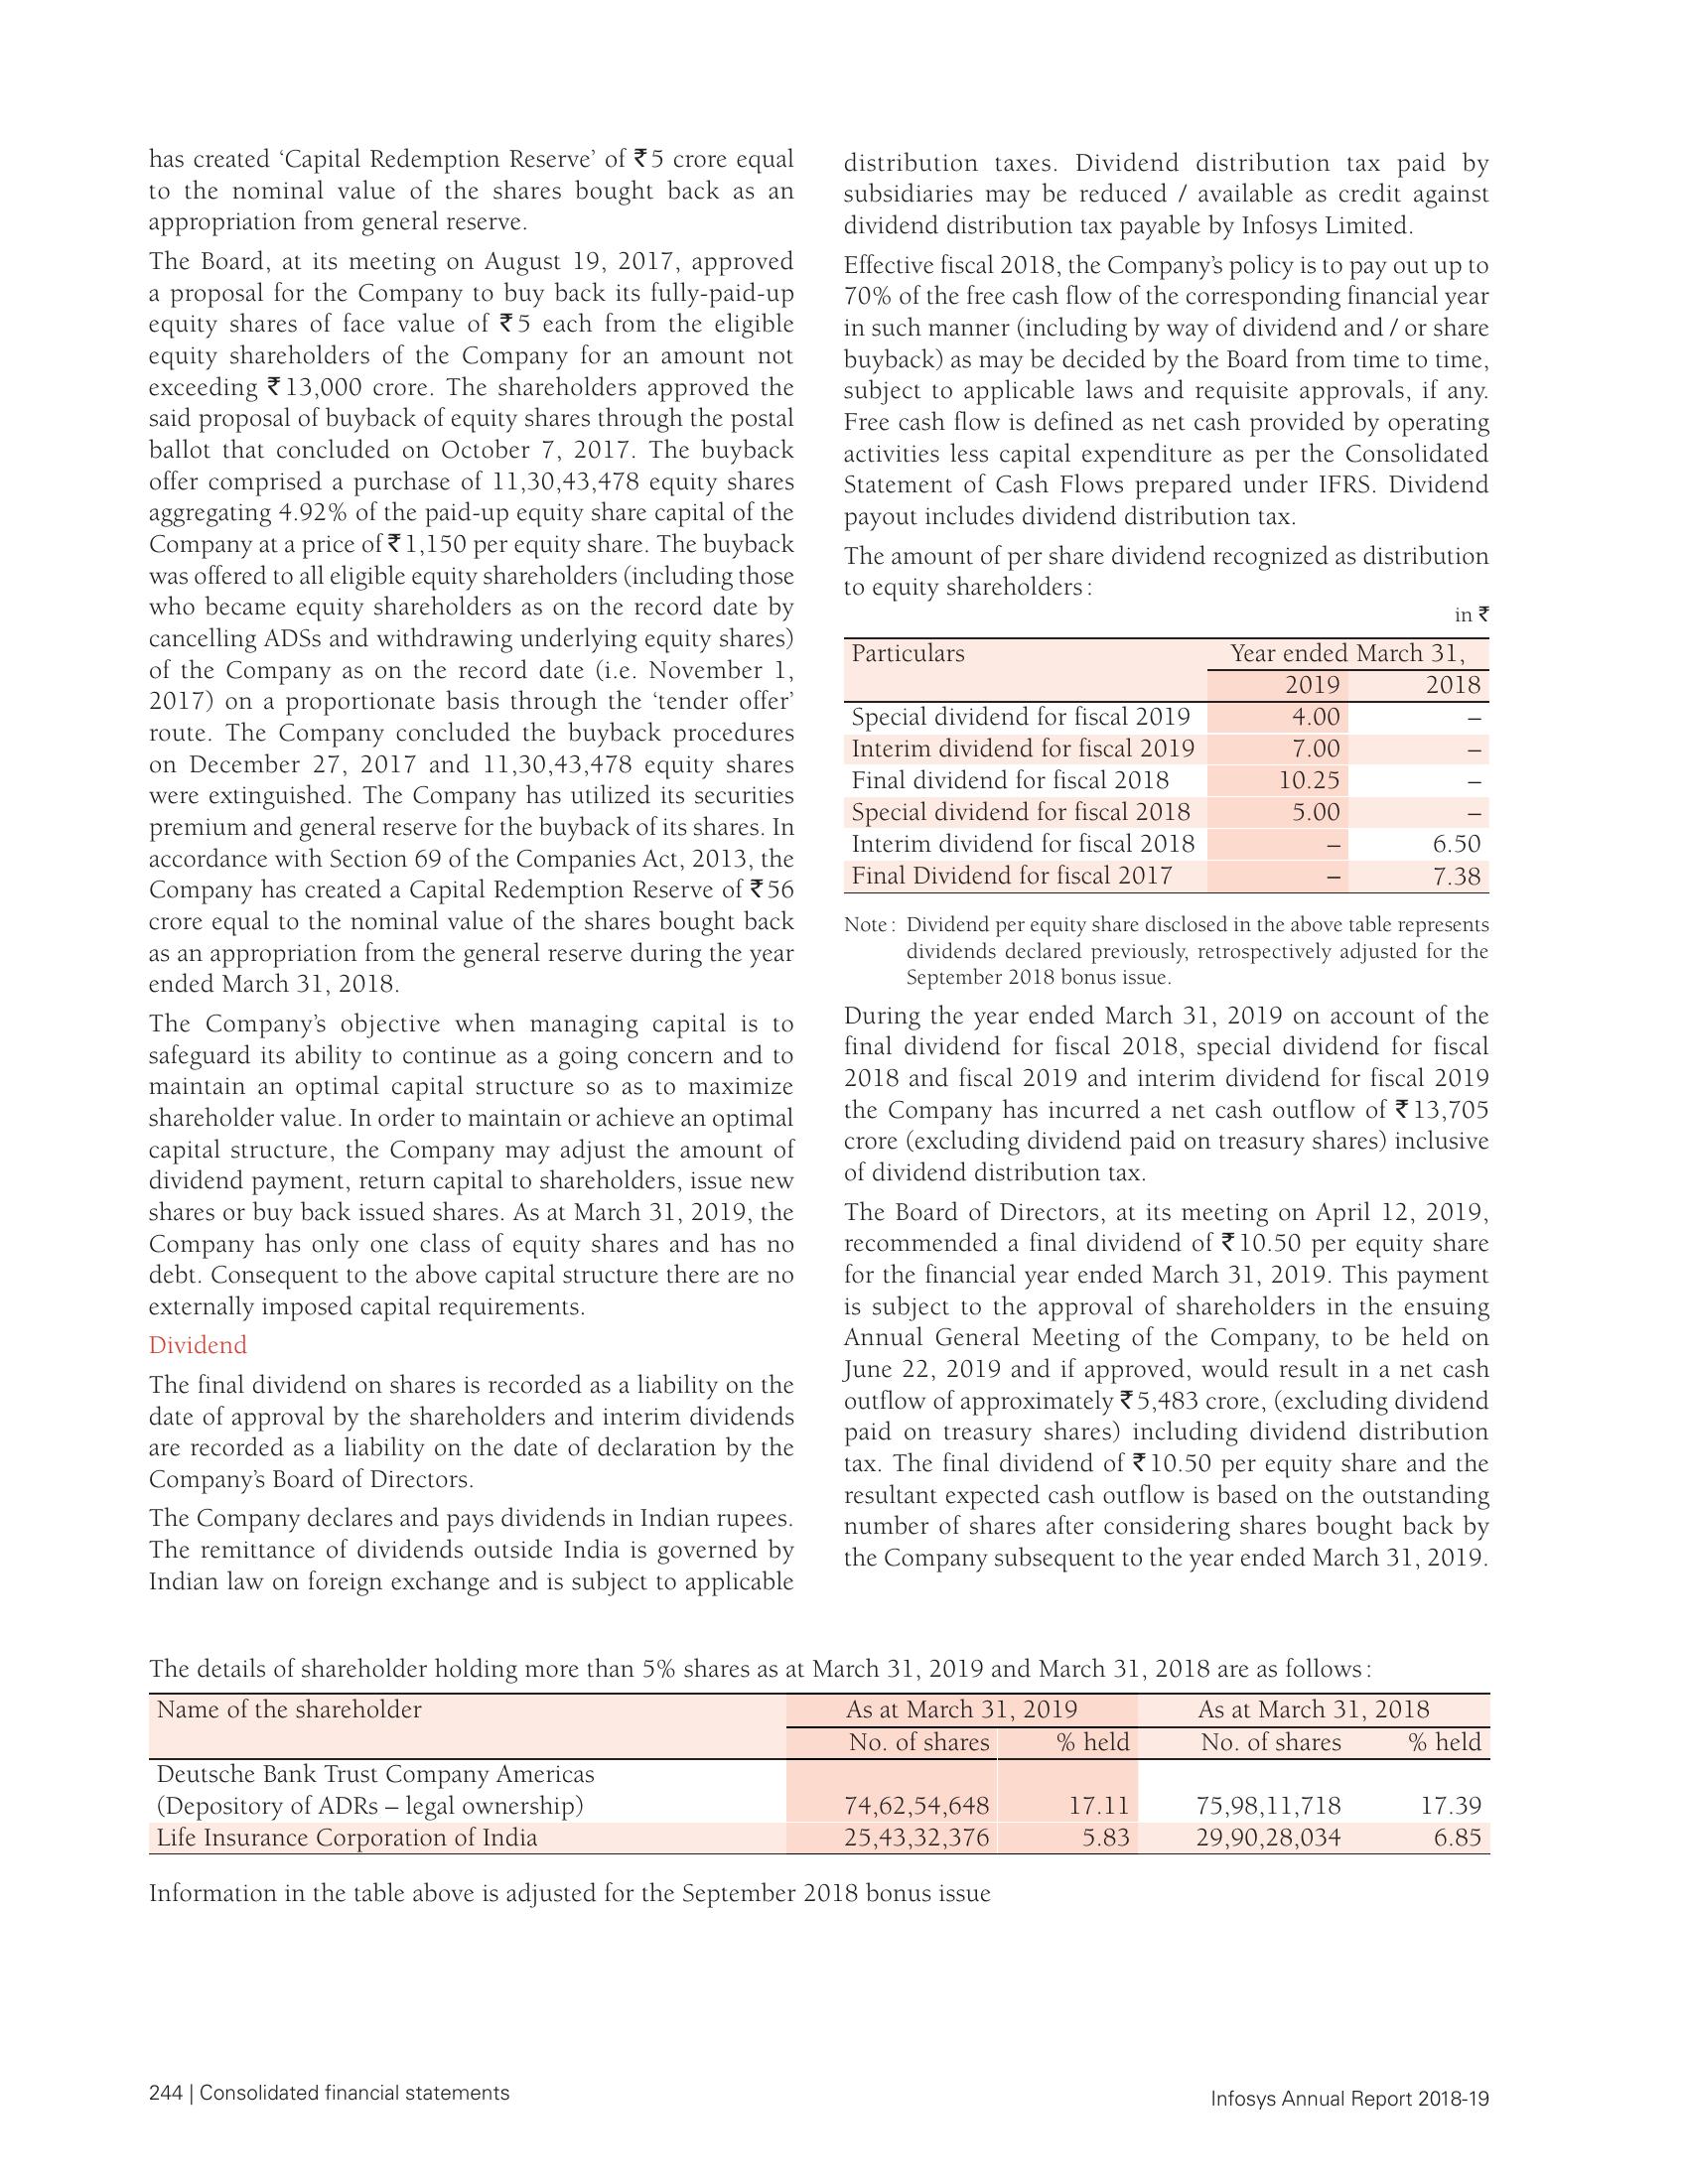 has created ‘Capital Redemption Reserve’ of ₹5 crore equal
to the nominal value of the shares bought back as an
appropriation from general reserve.
The Board, at its meeting on August 19, 2017, approved
a proposal for the Company to buy back its fully-paid-up
equity shares of face value of ₹5 each from the eligible
equity shareholders of the Company for an amount not
exceeding ₹13,000 crore. The shareholders approved the
said proposal of buyback of equity shares through the postal
ballot that concluded on October 7, 2017. The buyback
offer comprised a purchase of 11,30,43,478 equity shares
aggregating 4.92% of the paid-up equity share capital of the
Company at a price of ₹1,150 per equity share. The buyback
was offered to all eligible equity shareholders (including those
who became equity shareholders as on the record date by
cancelling ADSs and withdrawing underlying equity shares)
of the Company as on the record date (i.e. November 1,
2017) on a proportionate basis through the ‘tender offer’
route. The Company concluded the buyback procedures
on December 27, 2017 and 11,30,43,478 equity shares
were extinguished. The Company has utilized its securities
premium and general reserve for the buyback of its shares. In
accordance with Section 69 of the Companies Act, 2013, the
Company has created a Capital Redemption Reserve of ₹56
crore equal to the nominal value of the shares bought back
as an appropriation from the general reserve during the year
ended March 31, 2018.
The Company’s objective when managing capital is to
safeguard its ability to continue as a going concern and to
maintain an optimal capital structure so as to maximize
shareholder value. In order to maintain or achieve an optimal
capital structure, the Company may adjust the amount of
dividend payment, return capital to shareholders, issue new
shares or buy back issued shares. As at March 31, 2019, the
Company has only one class of equity shares and has no
debt. Consequent to the above capital structure there are no
externally imposed capital requirements.
Dividend
The final dividend on shares is recorded as a liability on the
date of approval by the shareholders and interim dividends
are recorded as a liability on the date of declaration by the
Company’s Board of Directors.
The Company declares and pays dividends in Indian rupees.
The remittance of dividends outside India is governed by
Indian law on foreign exchange and is subject to applicable
distribution taxes. Dividend distribution tax paid by
subsidiaries may be reduced / available as credit against
dividend distribution tax payable by Infosys Limited.
Effective fiscal 2018, the Company’s policy is to pay out up to
70% of the free cash flow of the corresponding financial year
in such manner (including by way of dividend and / or share
buyback) as may be decided by the Board from time to time,
subject to applicable laws and requisite approvals, if any.
Free cash flow is defined as net cash provided by operating
activities less capital expenditure as per the Consolidated
Statement of Cash Flows prepared under IFRS. Dividend
payout includes dividend distribution tax.
The amount of per share dividend recognized as distribution
to equity shareholders :
in ₹
Particulars Year ended March 31,
2019 2018
Special dividend for fiscal 2019 4.00 –
Interim dividend for fiscal 2019 7.00 –
Final dividend for fiscal 2018 10.25 –
Special dividend for fiscal 2018 5.00 –
Interim dividend for fiscal 2018 – 6.50
Final Dividend for fiscal 2017 – 7.38
Note : Dividend per equity share disclosed in the above table represents
dividends declared previously, retrospectively adjusted for the
September 2018 bonus issue.
During the year ended March 31, 2019 on account of the
final dividend for fiscal 2018, special dividend for fiscal
2018 and fiscal 2019 and interim dividend for fiscal 2019
the Company has incurred a net cash outflow of ₹13,705
crore (excluding dividend paid on treasury shares) inclusive
of dividend distribution tax.
The Board of Directors, at its meeting on April 12, 2019,
recommended a final dividend of ₹10.50 per equity share
for the financial year ended March 31, 2019. This payment
is subject to the approval of shareholders in the ensuing
Annual General Meeting of the Company, to be held on
June 22, 2019 and if approved, would result in a net cash
outflow of approximately ₹5,483 crore, (excluding dividend
paid on treasury shares) including dividend distribution
tax. The final dividend of ₹10.50 per equity share and the
resultant expected cash outflow is based on the outstanding
number of shares after considering shares bought back by
the Company subsequent to the year ended March 31, 2019.
The details of shareholder holding more than 5% shares as at March 31, 2019 and March 31, 2018 are as follows :
Name of the shareholder As at March 31, 2019 As at March 31, 2018
No. of shares % held No. of shares % held
Deutsche Bank Trust Company Americas
(Depository of ADRs – legal ownership) 74,62,54,648 17.11 75,98,11,718 17.39
Life Insurance Corporation of India 25,43,32,376 5.83 29,90,28,034 6.85
Information in the table above is adjusted for the September 2018 bonus issue
244 | Consolidated financial statements
Infosys Annual Report 2018-19